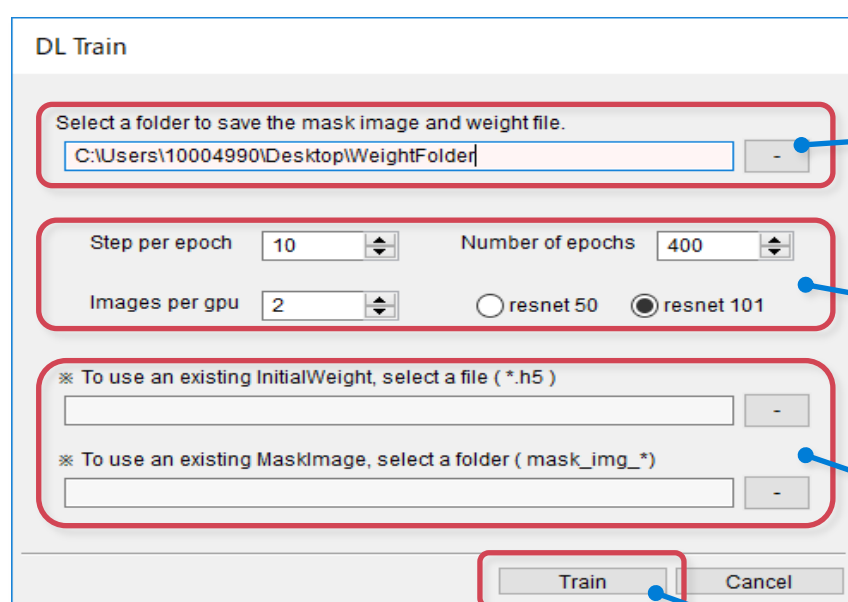 DL Train
Select a folder to save the mask image and weight file.
C:\Users\10004990\Desktop\WeightFolder
-
Step per epoch 10 Number of epochs 400
Images per gpu 2 resnet 50 resnet 101
※ To use an existing InitialWeight, select a file ( *.h5 )
-
※ To use an existing MaskImage, select a folder ( mask_img_*)
-
Train Cancel